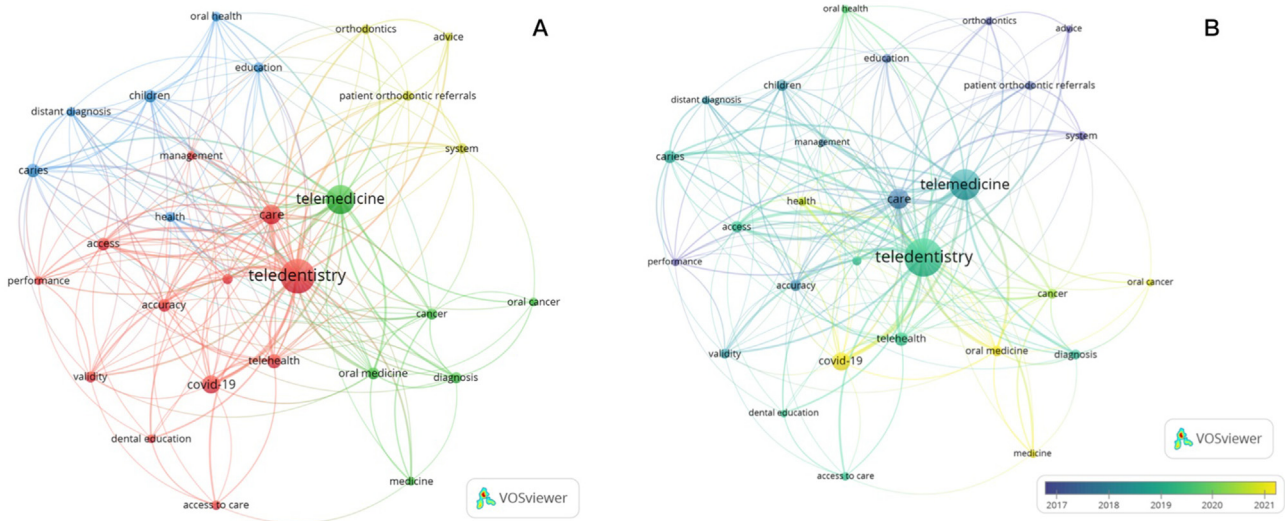 A
oral health
orthodontics
advice
education
children
patient orthodontic referrals
distant diagnosis
system
management
caries
telemedicine
care
health
access
teledentistry
performance
accuracy
oral cancer
cancer
telehealth
oral medicine
diagnosis
validity
covid-19
dental education
medicine
access to care
VOSviewer
B
oral health
orthodontics
advice
education
children
patient orthodontic referrals
distant diagnosis
system
management
caries
telemedicine
care
health
access
teledentistry
performance
accuracy
oral cancer
cancer
telehealth
oral medicine
diagnosis
validity
covid-19
dental education
medicine
access to care
VOSviewer
2017 2018 2019 2020 2021